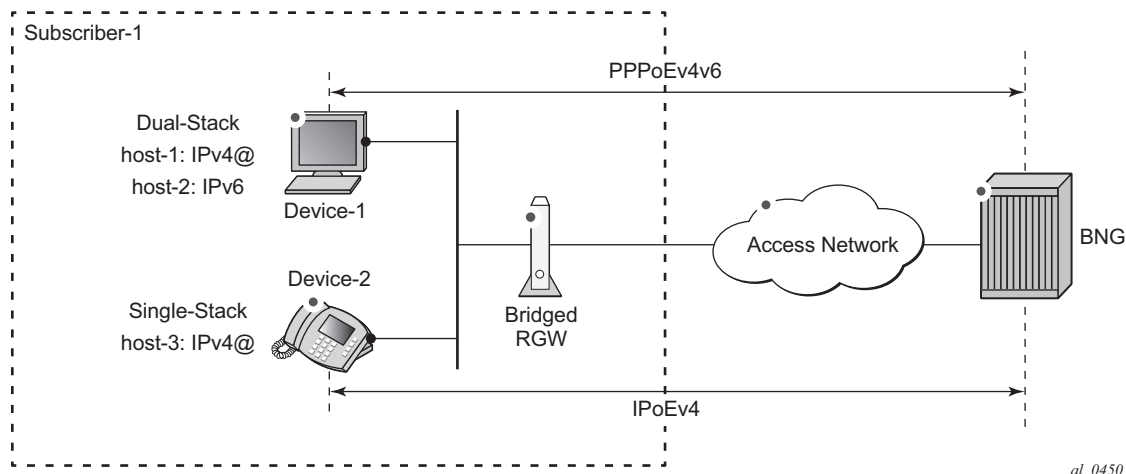 Subscriber-1
PPPoEv4v6
Dual-Stack
host-1: IPv4@
host-2: IPv6
Device-1
Access Network
BNG
Device-2
Single-Stack
host-3: IPv4@
Bridged
RGW
IPoEv4
al_0450